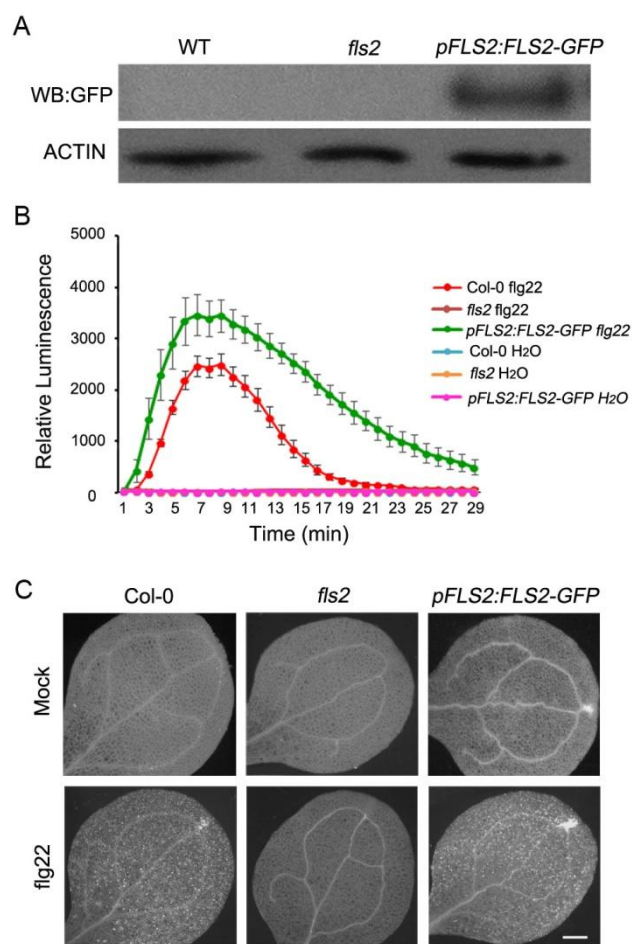 A
WT fls2 pFLS2:FLS2-GFP
WB:GFP
ACTIN
B
5000
4000
3000
2000
1000
0
Relative Luminescence
Col-0 flg22
fls2 flg22
pFLS2:FLS2-GFP flg22
Col-0 H2O
fls2 H2O
pFLS2:FLS2-GFP H2O
1 3 5 7 9 11 13 15 17 19 21 23 25 27 29
Time (min)
C
Col-0 fls2 pFLS2:FLS2-GFP
Mock
flg22